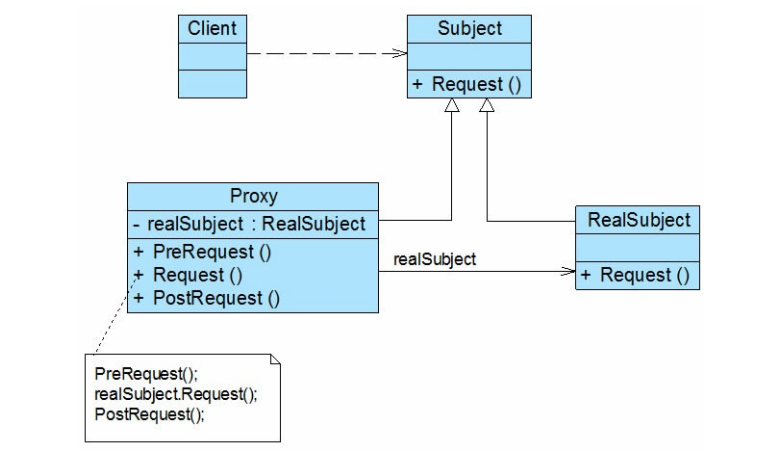 Client
Subject
+ Request ()
Proxy
- realSubject : RealSubject
+ PreRequest ()
+ Request ()
+ PostRequest ()
realSubject
RealSubject
+ Request ()
PreRequest();
realSubject.Request();
PostRequest();